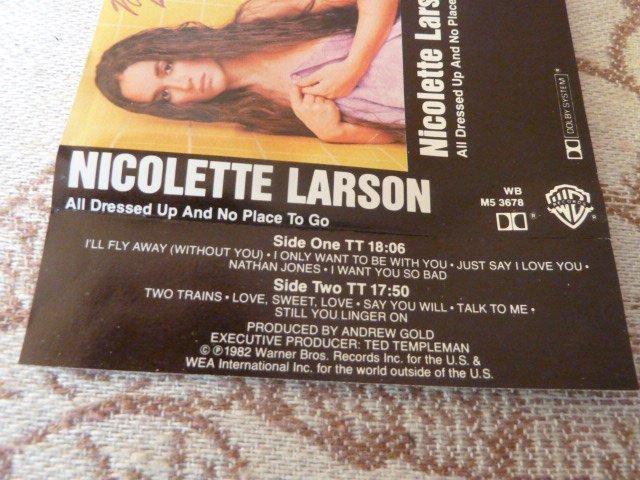 Nicolette Lars
All Dressed Up And No Place
DOLBY SYSTEM®
NICOLETTE LARSON
All Dressed Up And No Place To Go
WB
M5 3678
®
RECORDS
®
Side One TT 18:06
I'LL FLY AWAY (WITHOUT YOU) • I ONLY WANT TO BE WITH YOU • JUST SAY I LOVE YOU •
NATHAN JONES • I WANT YOU SO BAD
Side Two TT 17:50
TWO TRAINS • LOVE, SWEET, LOVE • SAY YOU WILL • TALK TO ME •
STILL YOU LINGER ON
PRODUCED BY ANDREW GOLD
EXECUTIVE PRODUCER: TED TEMPLEMAN
© ℗ 1982 Warner Bros. Records Inc. for the U.S. &
WEA International Inc. for the world outside of the U.S.